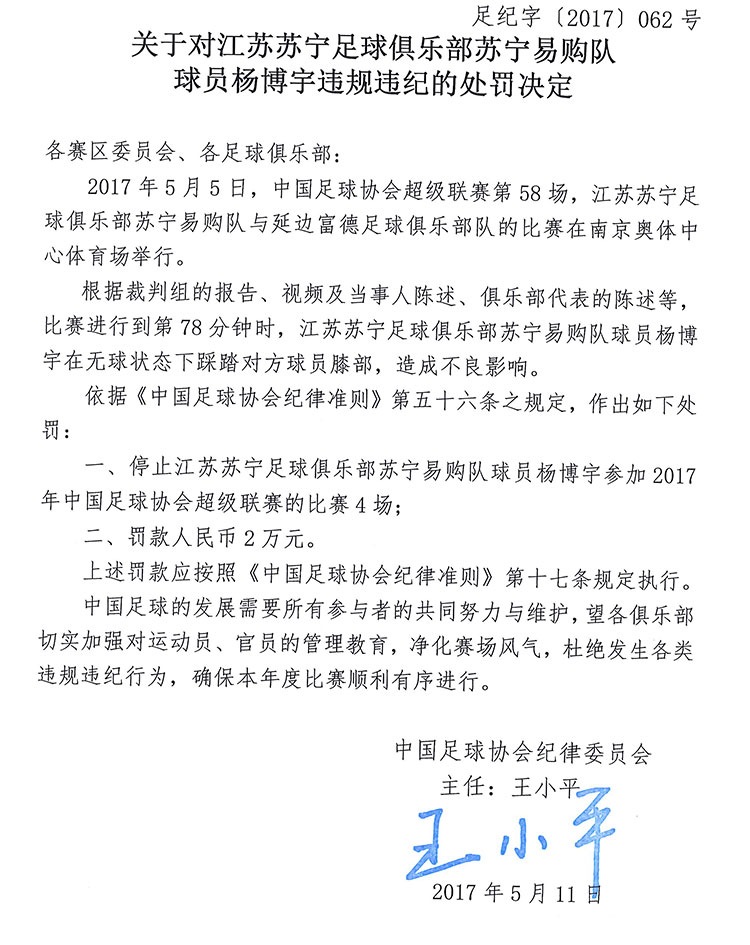 足纪字〔2017〕062号
关于对江苏苏宁足球俱乐部苏宁易购队
球员杨博宇违规违纪的处罚决定
各赛区委员会、各足球俱乐部：
2017年5月5日，中国足球协会超级联赛第58场，江苏苏宁足
球俱乐部苏宁易购队与延边富德足球俱乐部队的比赛在南京奥体中
心体育场举行。
根据裁判组的报告、视频及当事人陈述、俱乐部代表的陈述等，
比赛进行到第78分钟时，江苏苏宁足球俱乐部苏宁易购队球员杨博
宇在无球状态下踩踏对方球员膝部，造成不良影响。
依据《中国足球协会纪律准则》第五十六条之规定，作出如下处
罚：
一、停止江苏苏宁足球俱乐部苏宁易购队球员杨博宇参加2017
年中国足球协会超级联赛的比赛4场；
二、罚款人民币2万元。
上述罚款应按照《中国足球协会纪律准则》第十七条规定执行。
中国足球的发展需要所有参与者的共同努力与维护，望各俱乐部
切实加强对运动员、官员的管理教育，净化赛场风气，杜绝发生各类
违规违纪行为，确保本年度比赛顺利有序进行。
中国足球协会纪律委员会
主任：王小平
王小平
2017年5月11日